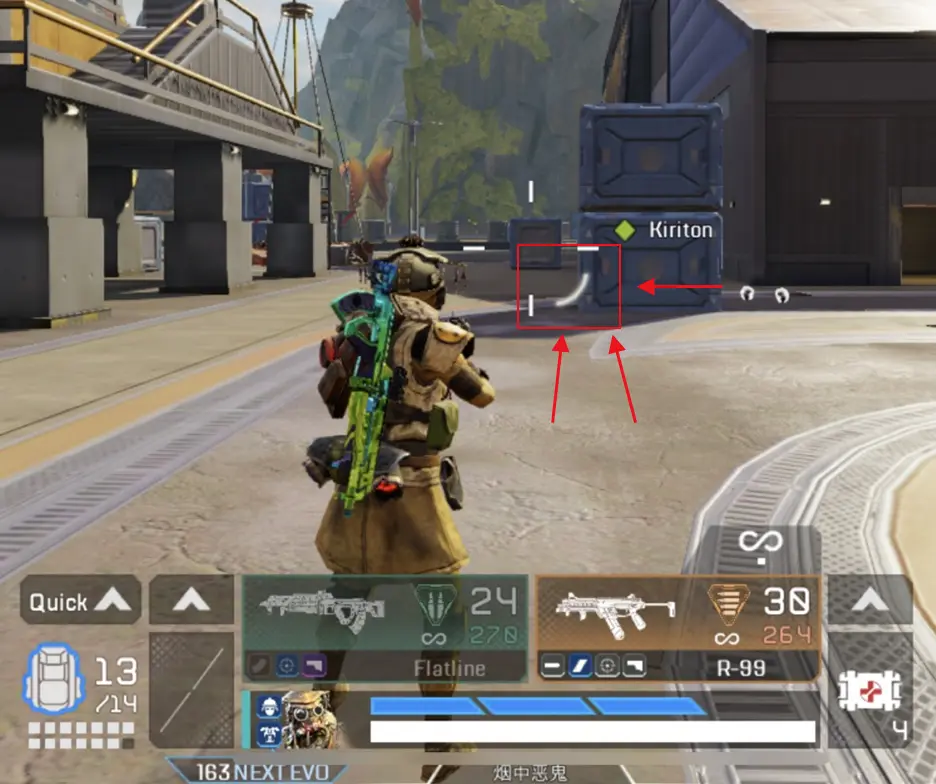 Kiriton
∞
Quick
24
30
∞ 270
∞ 264
Flatline
R-99
13
/14
4
163 NEXT EVO
烟中恶鬼